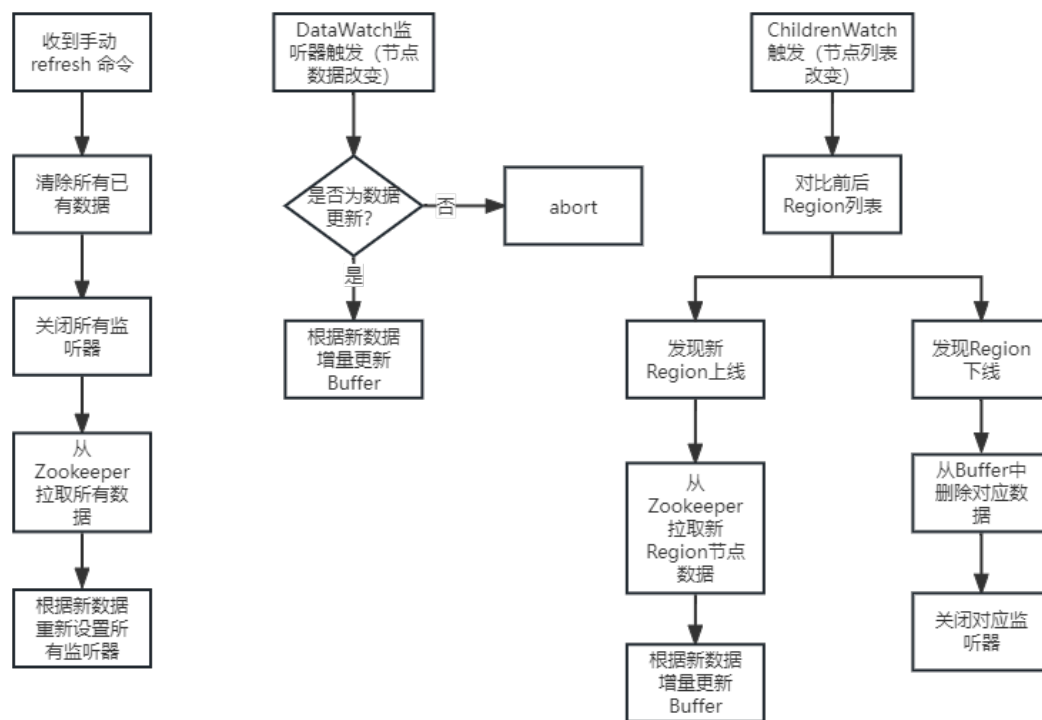 收到手动
refresh 命令
清除所有已
有数据
关闭所有监
听器
从
Zookeeper
拉取所有数
据
根据新数据
重新设置所
有监听器
DataWatch监
听器触发（节点
数据改变）
是否为数据
更新？
否
abort
是
根据新数据
增量更新
Buffer
ChildrenWatch
触发（节点列表
改变）
对比前后
Region列表
发现新
Region上线
从
Zookeeper
拉取新
Region节点
数据
根据新数据
增量更新
Buffer
发现Region
下线
从Buffer中
删除对应数
据
关闭对应监
听器